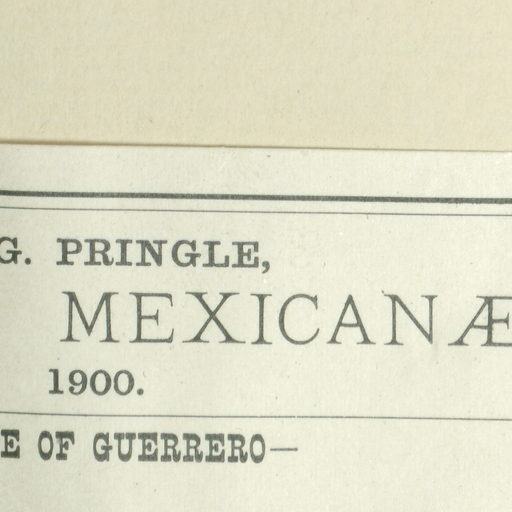 G. PRINGLE,
MEXICANÆ
1900.
E OF GUERRERO—